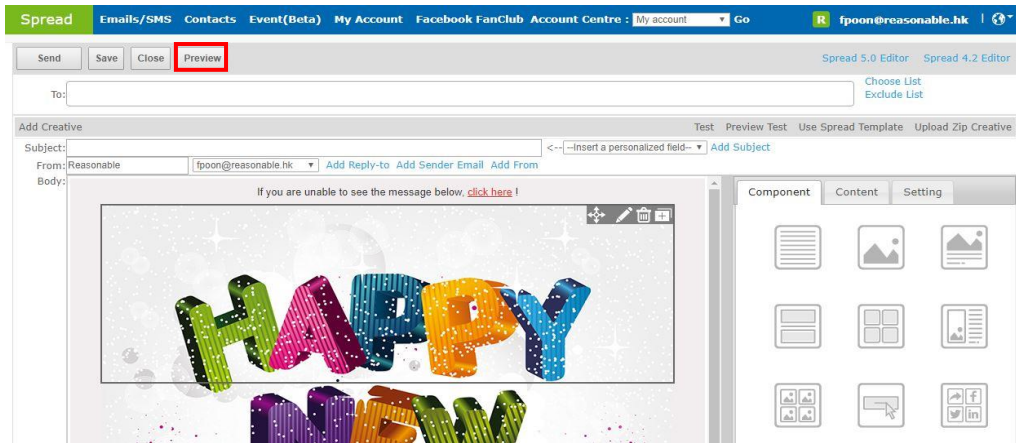 Spread Emails/SMS Contacts Event(Beta) My Account Facebook FanClub Account Centre : My account Go R fpoon@reasonable.hk |
Send Save Close Preview Spread 5.0 Editor Spread 4.2 Editor
To: Choose List
Exclude List
Add Creative Test Preview Test Use Spread Template Upload Zip Creative
Subject: <-- --Insert a personalized field-- Add Subject
From: Reasonable fpoon@reasonable.hk Add Reply-to Add Sender Email Add From
Body: If you are unable to see the message below, click here !
Component Content Setting
HAPPY
NEW
f
in